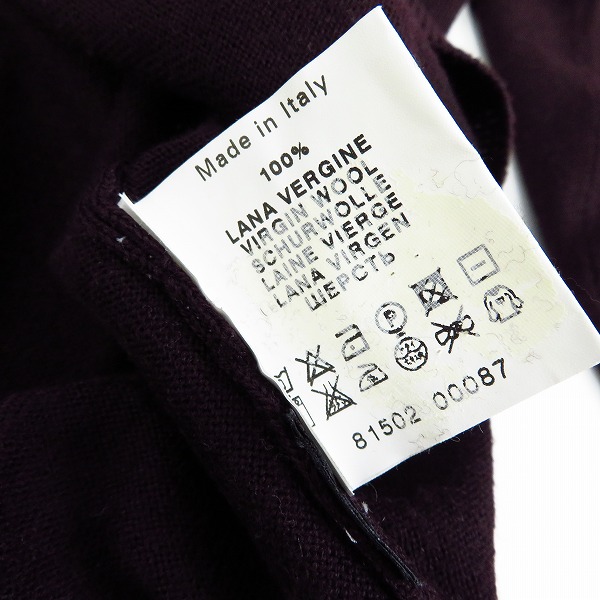 Made in Italy
100%
LANA VERGINE
VIRGIN WOOL
SCHURWOLLE
LAINE VIERGE
LANA VIRGEN
ШЕРСТЬ
P
81502 00087